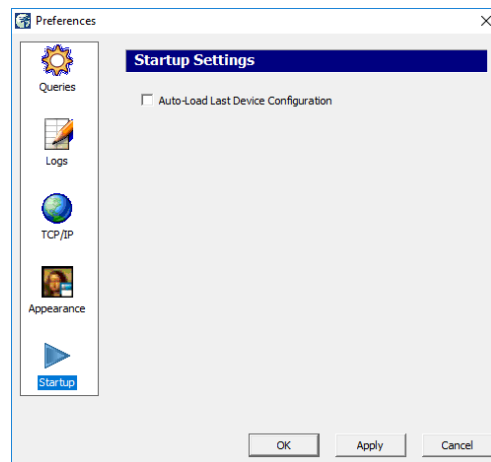 Preferences
Queries
Logs
TCP/IP
Appearance
Startup
Startup Settings
Auto-Load Last Device Configuration
OK
Apply
Cancel